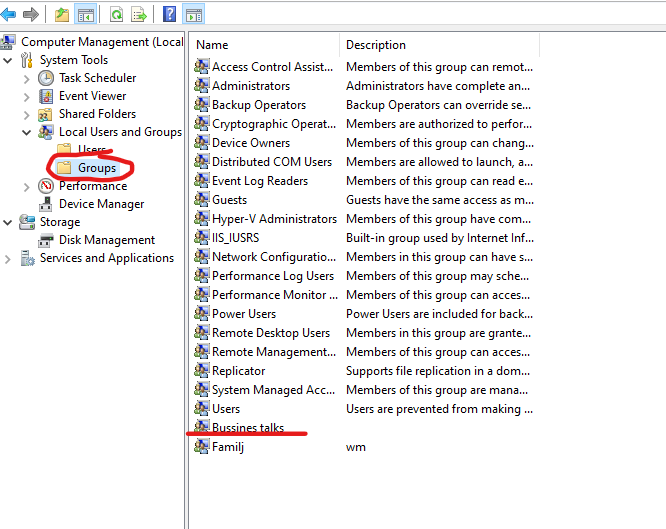 Computer Management (Local
System Tools
Task Scheduler
Event Viewer
Shared Folders
Local Users and Groups
Users
Groups
Performance
Device Manager
Storage
Disk Management
Services and Applications
Name Description
Access Control Assist... Members of this group can remot...
Administrators Administrators have complete an...
Backup Operators Backup Operators can override se...
Cryptographic Operat... Members are authorized to perfor...
Device Owners Members of this group can chang...
Distributed COM Users Members are allowed to launch, a...
Event Log Readers Members of this group can read e...
Guests Guests have the same access as m...
Hyper-V Administrators Members of this group have com...
IIS_IUSRS Built-in group used by Internet Inf...
Network Configuratio... Members in this group can have s...
Performance Log Users Members of this group may sche...
Performance Monitor ... Members of this group can acces...
Power Users Power Users are included for back...
Remote Desktop Users Members in this group are grante...
Remote Management... Members of this group can acces...
Replicator Supports file replication in a dom...
System Managed Acc... Members of this group are mana...
Users Users are prevented from making ...
Bussines talks
Familj wm